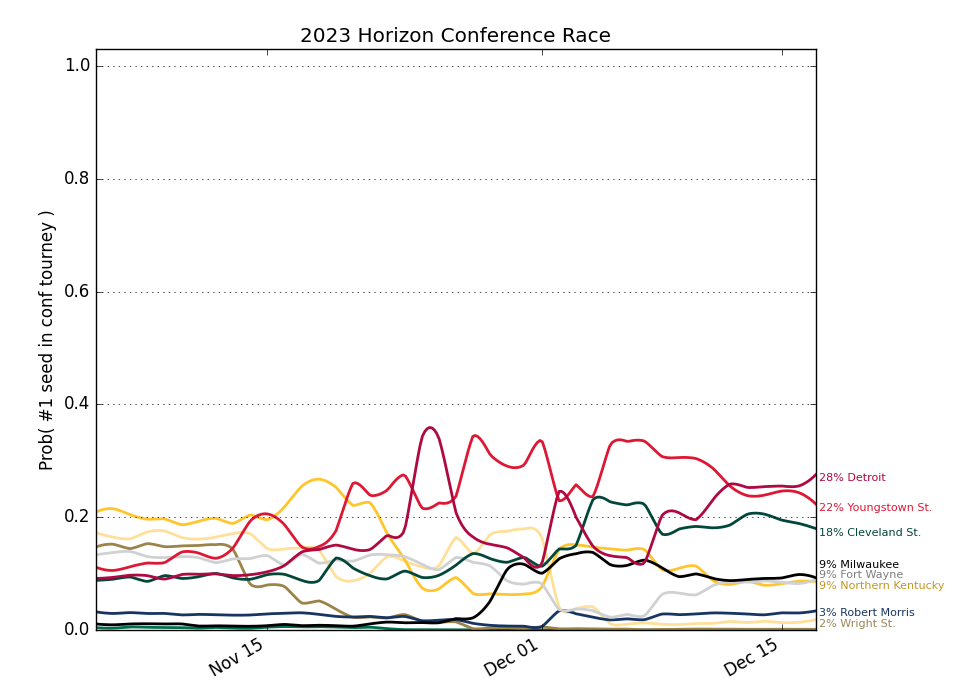 2023 Horizon Conference Race
Prob( #1 seed in conf tourney )
1.0
0.8
0.6
0.4
0.2
0.0
Nov 15
Dec 01
Dec 15
28% Detroit
22% Youngstown St.
18% Cleveland St.
9% Milwaukee
9% Fort Wayne
9% Northern Kentucky
3% Robert Morris
2% Wright St.